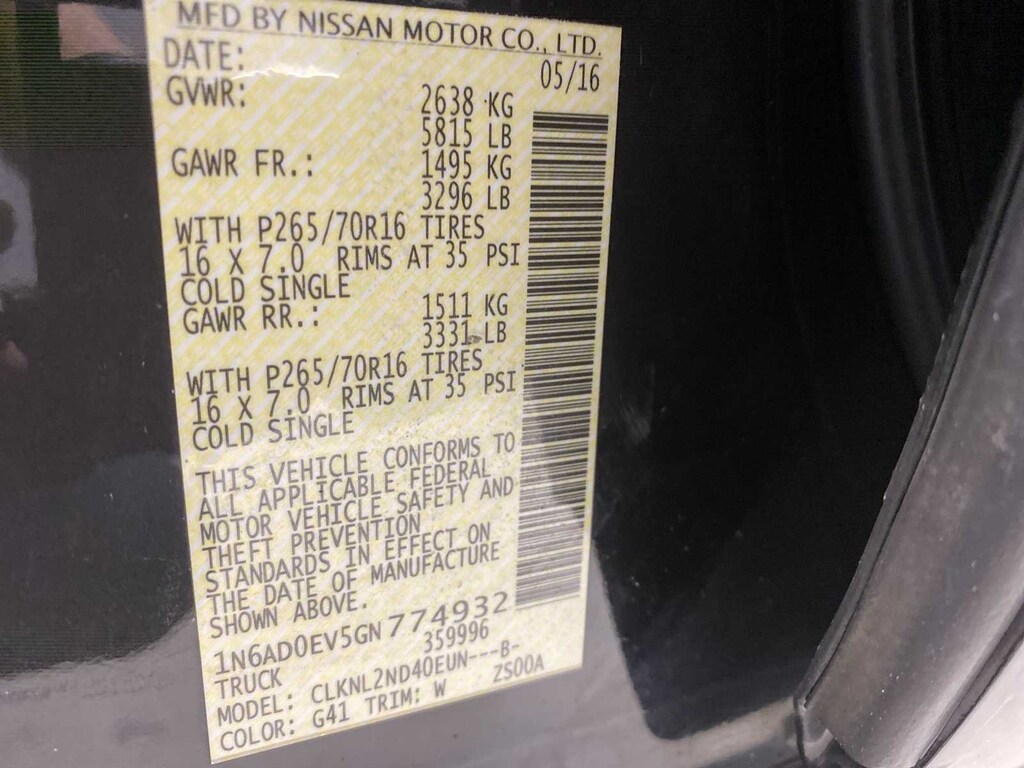 MFD BY NISSAN MOTOR CO., LTD.
DATE: 05/16
GVWR: 2638 KG
5815 LB
GAWR FR.: 1495 KG
3296 LB
WITH P265/70R16 TIRES
16 X 7.0 RIMS AT 35 PSI
COLD SINGLE
GAWR RR.: 1511 KG
3331 LB
WITH P265/70R16 TIRES
16 X 7.0 RIMS AT 35 PSI
COLD SINGLE
THIS VEHICLE CONFORMS TO
ALL APPLICABLE FEDERAL
MOTOR VEHICLE SAFETY AND
THEFT PREVENTION
STANDARDS IN EFFECT ON
THE DATE OF MANUFACTURE
SHOWN ABOVE.
1N6AD0EV5GN774932
TRUCK 359996
MODEL: CLKNL2ND40EUN---B-
COLOR: G41 TRIM: W ZS00A